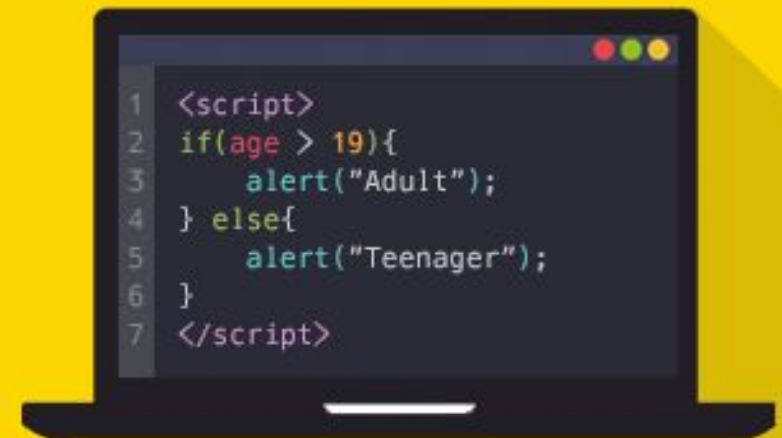 1 <script>
2 if(age > 19){
3     alert("Adult");
4 } else{
5     alert("Teenager");
6 }
7 </script>